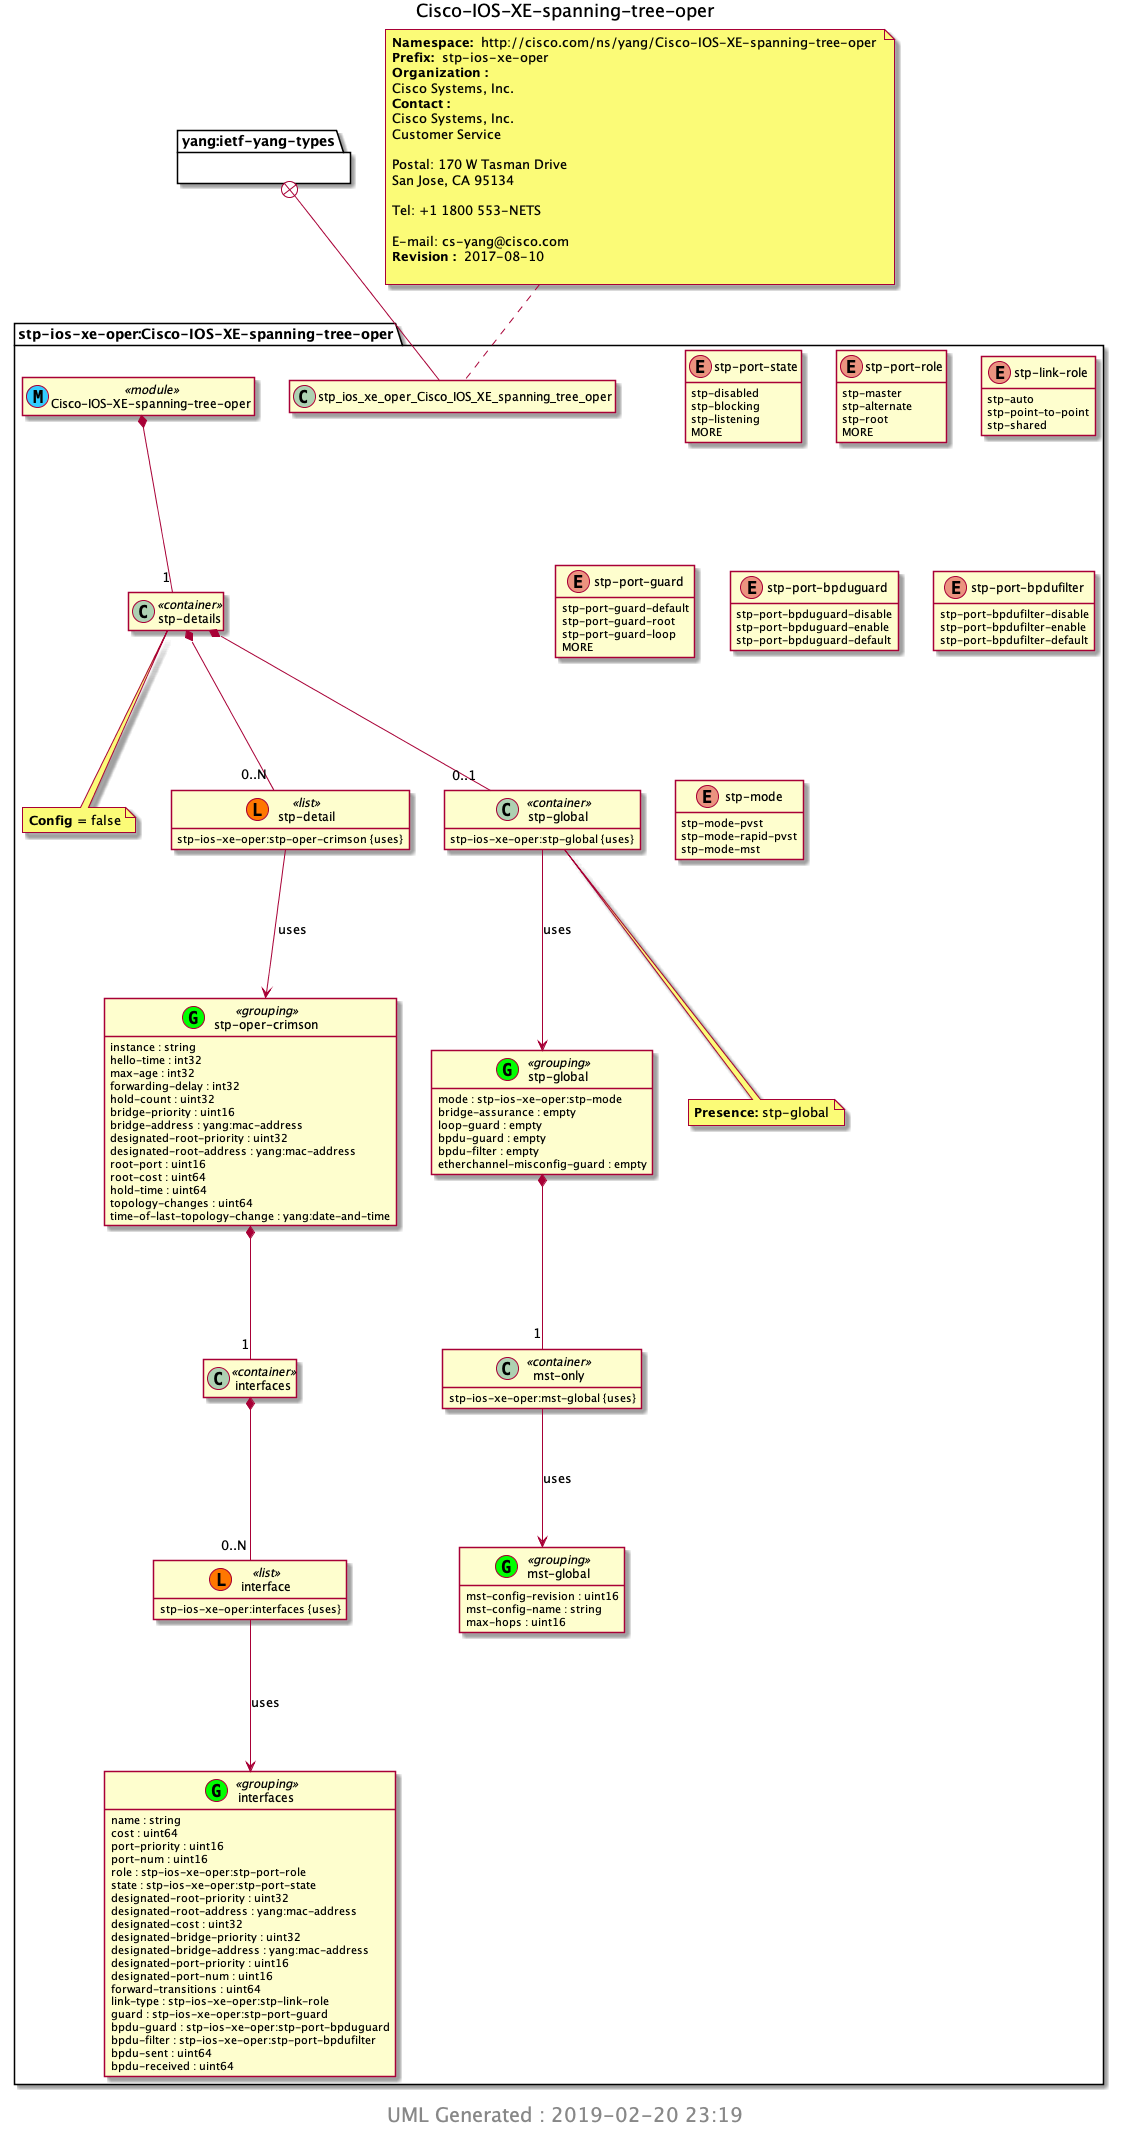 Cisco-IOS-XE-spanning-tree-oper
Namespace: http://cisco.com/ns/yang/Cisco-IOS-XE-spanning-tree-oper
Prefix: stp-ios-xe-oper
Organization :
Cisco Systems, Inc.
Contact :
Cisco Systems, Inc.
Customer Service
Postal: 170 W Tasman Drive
San Jose, CA 95134
Tel: +1 1800 553-NETS
E-mail: cs-yang@cisco.com
Revision : 2017-08-10
yang:ietf-yang-types
stp-ios-xe-oper:Cisco-IOS-XE-spanning-tree-oper
M
«module»
Cisco-IOS-XE-spanning-tree-oper
C stp_ios_xe_oper_Cisco_IOS_XE_spanning_tree_oper
E stp-port-state
stp-disabled
stp-blocking
stp-listening
MORE
E stp-port-role
stp-master
stp-alternate
stp-root
MORE
E stp-link-role
stp-auto
stp-point-to-point
stp-shared
1
C
«container»
stp-details
E stp-port-guard
stp-port-guard-default
stp-port-guard-root
stp-port-guard-loop
MORE
E stp-port-bpduguard
stp-port-bpduguard-disable
stp-port-bpduguard-enable
stp-port-bpduguard-default
E stp-port-bpdufilter
stp-port-bpdufilter-disable
stp-port-bpdufilter-enable
stp-port-bpdufilter-default
Config = false
0..N
L
«list»
stp-detail
stp-ios-xe-oper:stp-oper-crimson {uses}
0..1
C
«container»
stp-global
stp-ios-xe-oper:stp-global {uses}
E stp-mode
stp-mode-pvst
stp-mode-rapid-pvst
stp-mode-mst
uses
uses
G
«grouping»
stp-oper-crimson
instance : string
hello-time : int32
max-age : int32
forwarding-delay : int32
hold-count : uint32
bridge-priority : uint16
bridge-address : yang:mac-address
designated-root-priority : uint32
designated-root-address : yang:mac-address
root-port : uint16
root-cost : uint64
hold-time : uint64
topology-changes : uint64
time-of-last-topology-change : yang:date-and-time
G
«grouping»
stp-global
mode : stp-ios-xe-oper:stp-mode
bridge-assurance : empty
loop-guard : empty
bpdu-guard : empty
bpdu-filter : empty
etherchannel-misconfig-guard : empty
Presence: stp-global
1
C
«container»
interfaces
1
C
«container»
mst-only
stp-ios-xe-oper:mst-global {uses}
uses
0..N
L
«list»
interface
stp-ios-xe-oper:interfaces {uses}
G
«grouping»
mst-global
mst-config-revision : uint16
mst-config-name : string
max-hops : uint16
uses
G
«grouping»
interfaces
name : string
cost : uint64
port-priority : uint16
port-num : uint16
role : stp-ios-xe-oper:stp-port-role
state : stp-ios-xe-oper:stp-port-state
designated-root-priority : uint32
designated-root-address : yang:mac-address
designated-cost : uint32
designated-bridge-priority : uint32
designated-bridge-address : yang:mac-address
designated-port-priority : uint16
designated-port-num : uint16
forward-transitions : uint64
link-type : stp-ios-xe-oper:stp-link-role
guard : stp-ios-xe-oper:stp-port-guard
bpdu-guard : stp-ios-xe-oper:stp-port-bpduguard
bpdu-filter : stp-ios-xe-oper:stp-port-bpdufilter
bpdu-sent : uint64
bpdu-received : uint64
UML Generated : 2019-02-20 23:19